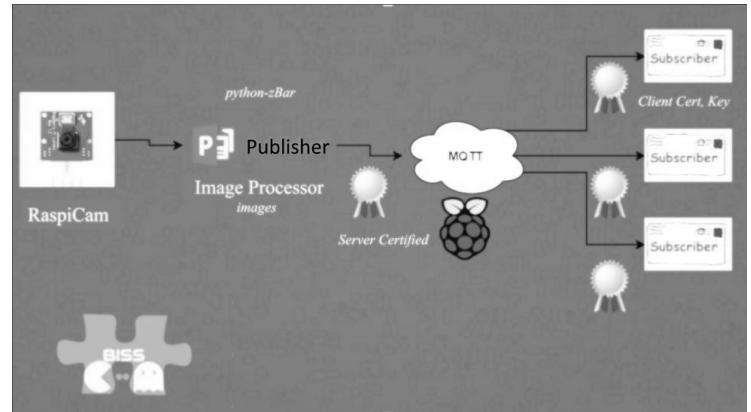 python-zBar
Publisher
Image Processor
images
RaspiCam
Server Certified
MQTT
Subscriber
Client Cert, Key
Subscriber
Subscriber
BISS